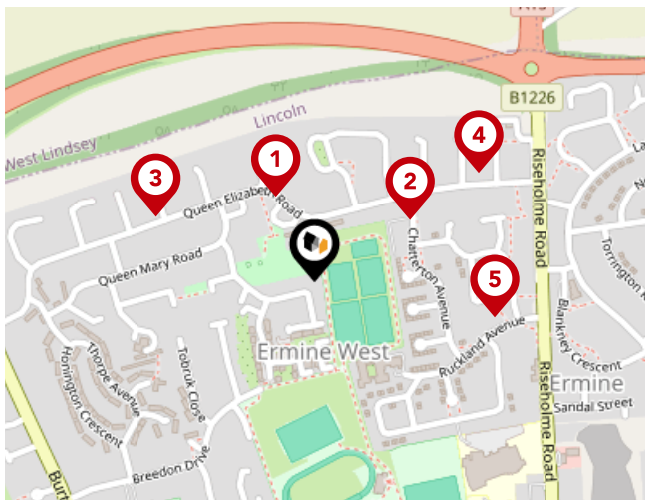 A15
B1226
West Lindsey
Lincoln
4
1
3
2
Queen Elizabeth Road
Riseholme Road
Queen Mary Road
Chatterton Avenue
5
Ruckland Avenue
Blankney Crescent
Ermine West
Ermine
Sandal Street
Thorpe Avenue
Honington Crescent
Tobruk Close
Breedon Drive
Riseholme Road
Burt